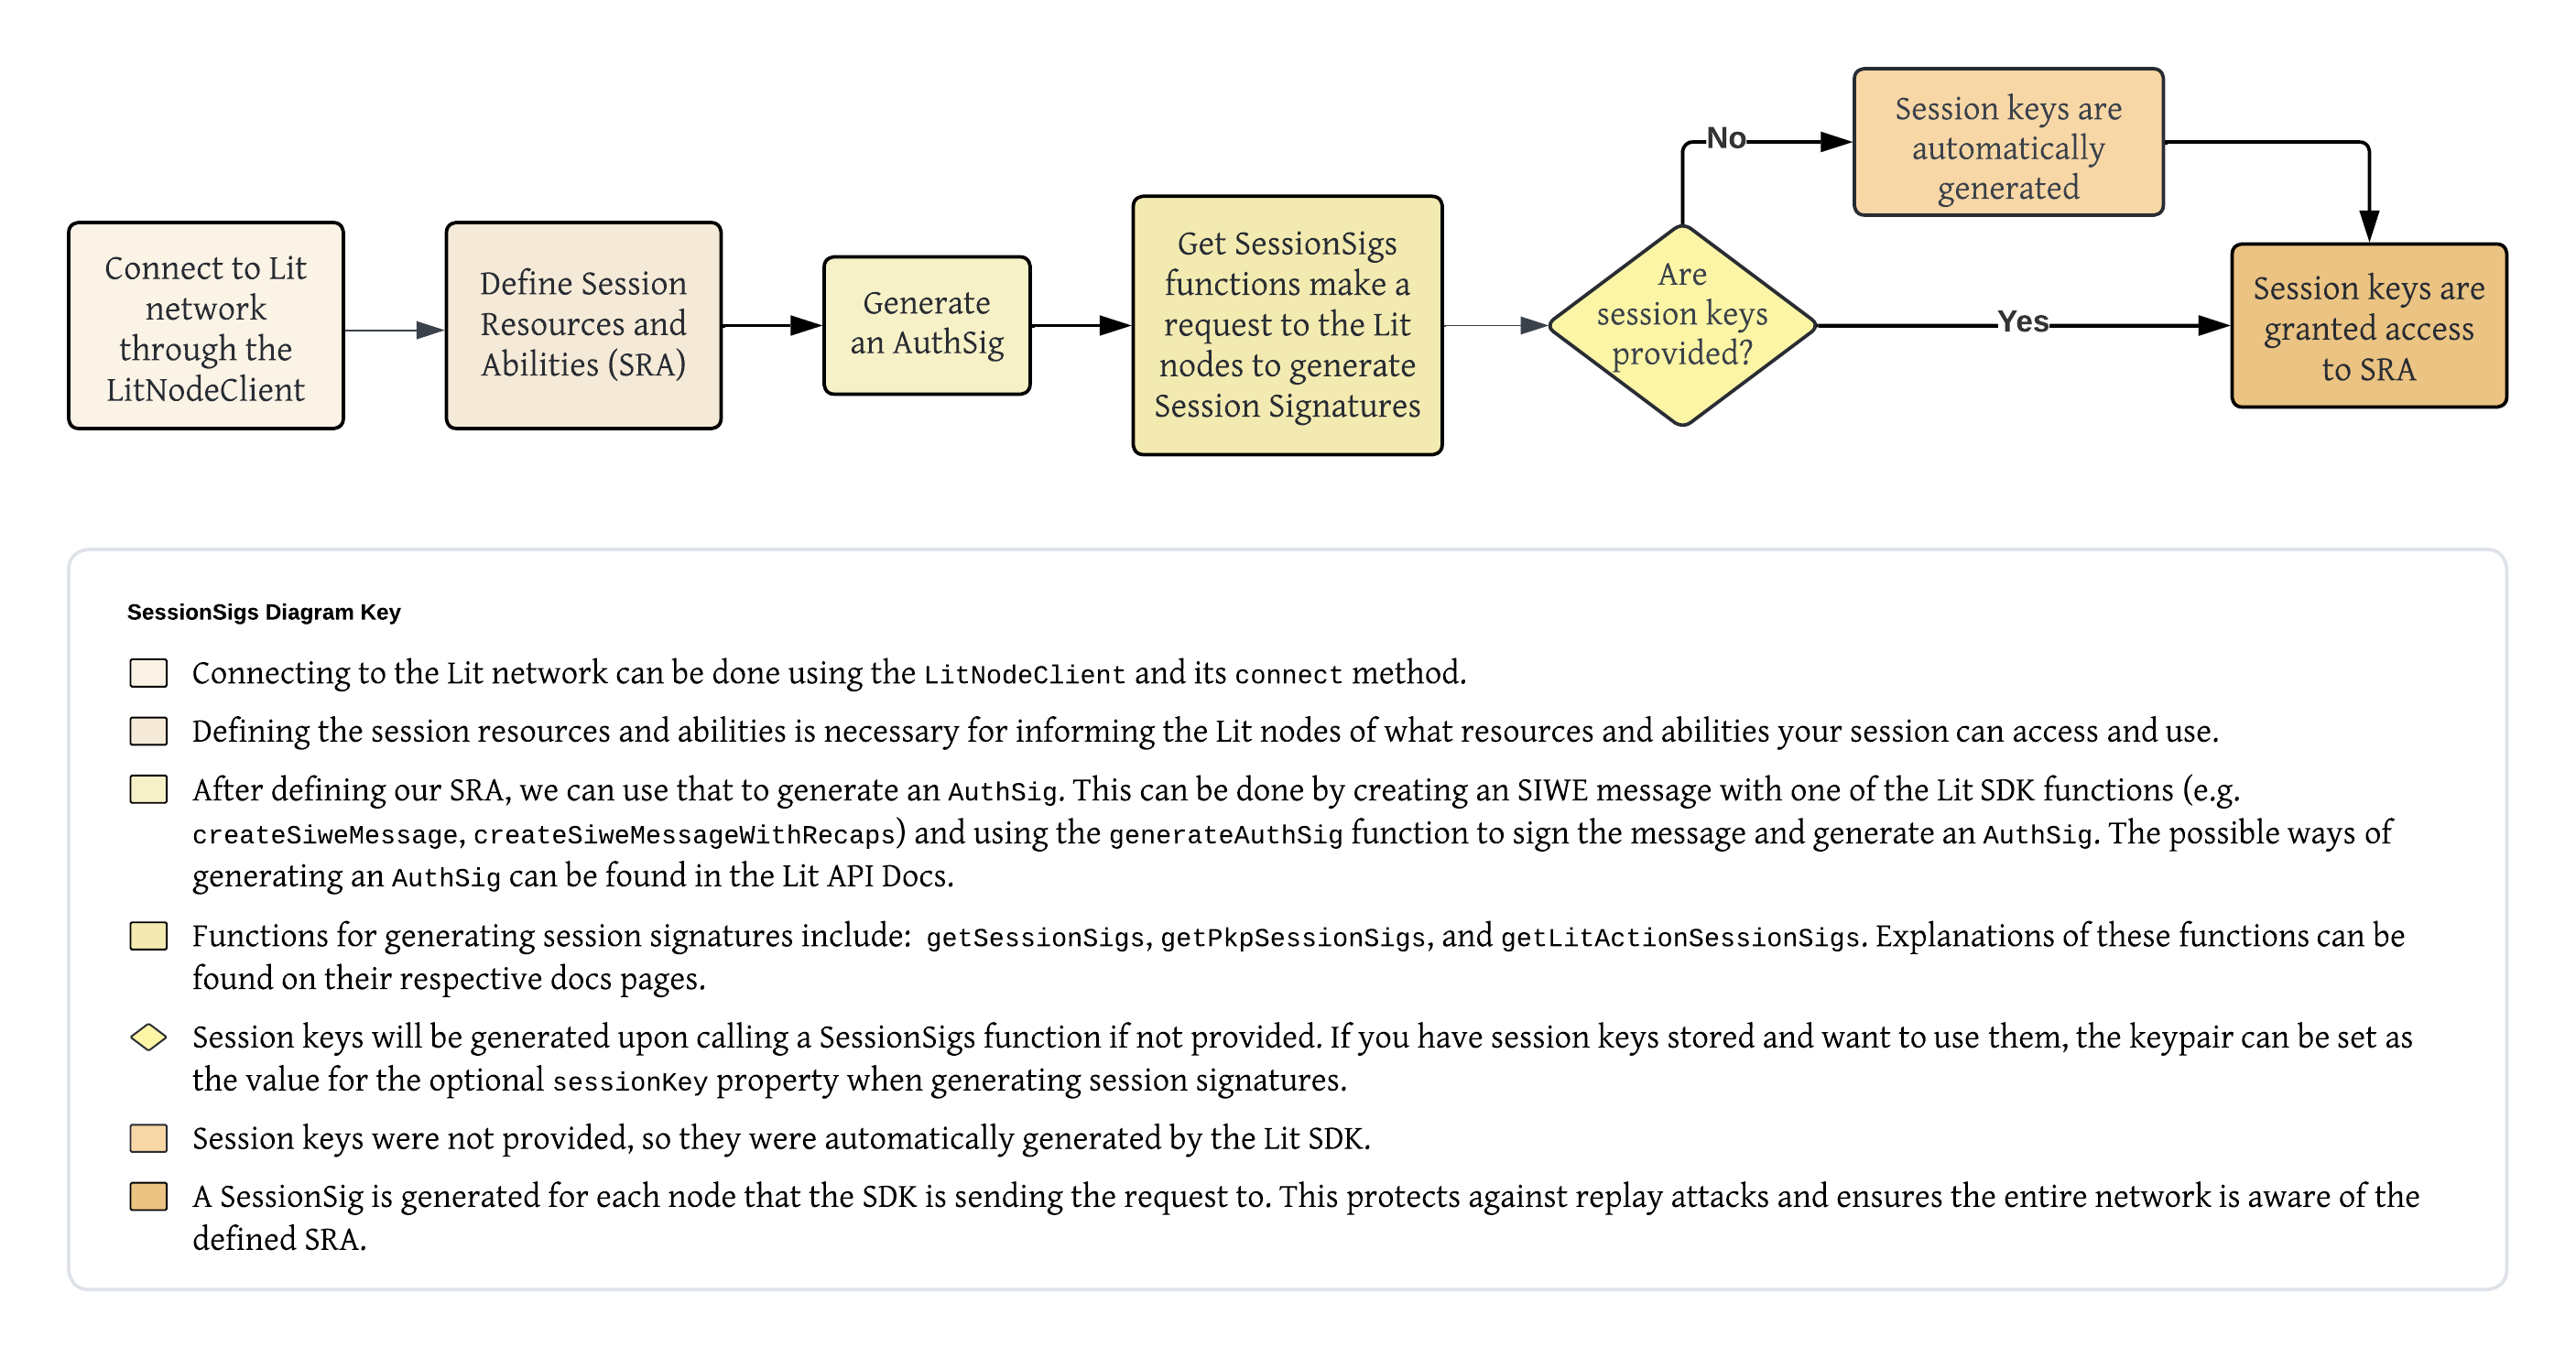 Connect to Lit
network
through the
LitNodeClient
Define Session
Resources and
Abilities (SRA)
Generate
an AuthSig
Get SessionSigs
functions make a
request to the Lit
nodes to generate
Session Signatures
Are
session keys
provided?
No
Session keys are
automatically
generated
Yes
Session keys are
granted access
to SRA
SessionSigs Diagram Key
Connecting to the Lit network can be done using the LitNodeClient and its connect method.
Defining the session resources and abilities is necessary for informing the Lit nodes of what resources and abilities your session can access and use.
After defining our SRA, we can use that to generate an AuthSig. This can be done by creating an SIWE message with one of the Lit SDK functions (e.g.
createSiweMessage, createSiweMessageWithRecaps) and using the generateAuthSig function to sign the message and generate an AuthSig. The possible ways of
generating an AuthSig can be found in the Lit API Docs.
Functions for generating session signatures include: getSessionSigs, getPkpSessionSigs, and getLitActionSessionSigs. Explanations of these functions can be
found on their respective docs pages.
Session keys will be generated upon calling a SessionSigs function if not provided. If you have session keys stored and want to use them, the keypair can be set as
the value for the optional sessionKey property when generating session signatures.
Session keys were not provided, so they were automatically generated by the Lit SDK.
A SessionSig is generated for each node that the SDK is sending the request to. This protects against replay attacks and ensures the entire network is aware of the
defined SRA.